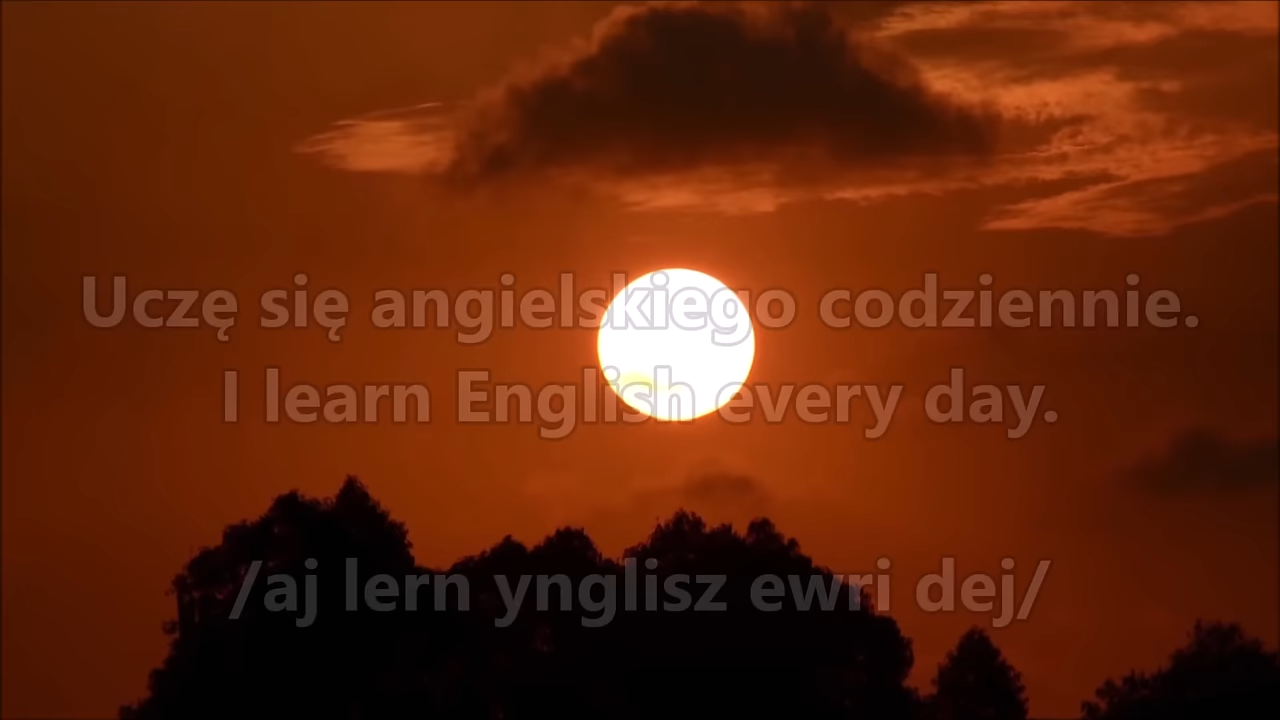 Uczę się angielskiego codziennie.
I learn English every day.
/aj lern ynglisz ewri dej/